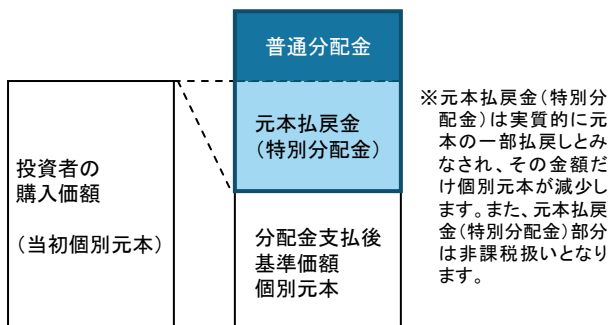 普通分配金
元本払戻金
（特別分配金）
投資者の
購入価額
（当初個別元本）
分配金支払後
基準価額
個別元本
※元本払戻金（特別分
配金）は実質的に元
本の一部払戻しとみ
なされ、その金額だ
け個別元本が減少し
ます。また、元本払戻
金（特別分配金）部分
は非課税扱いとなり
ます。